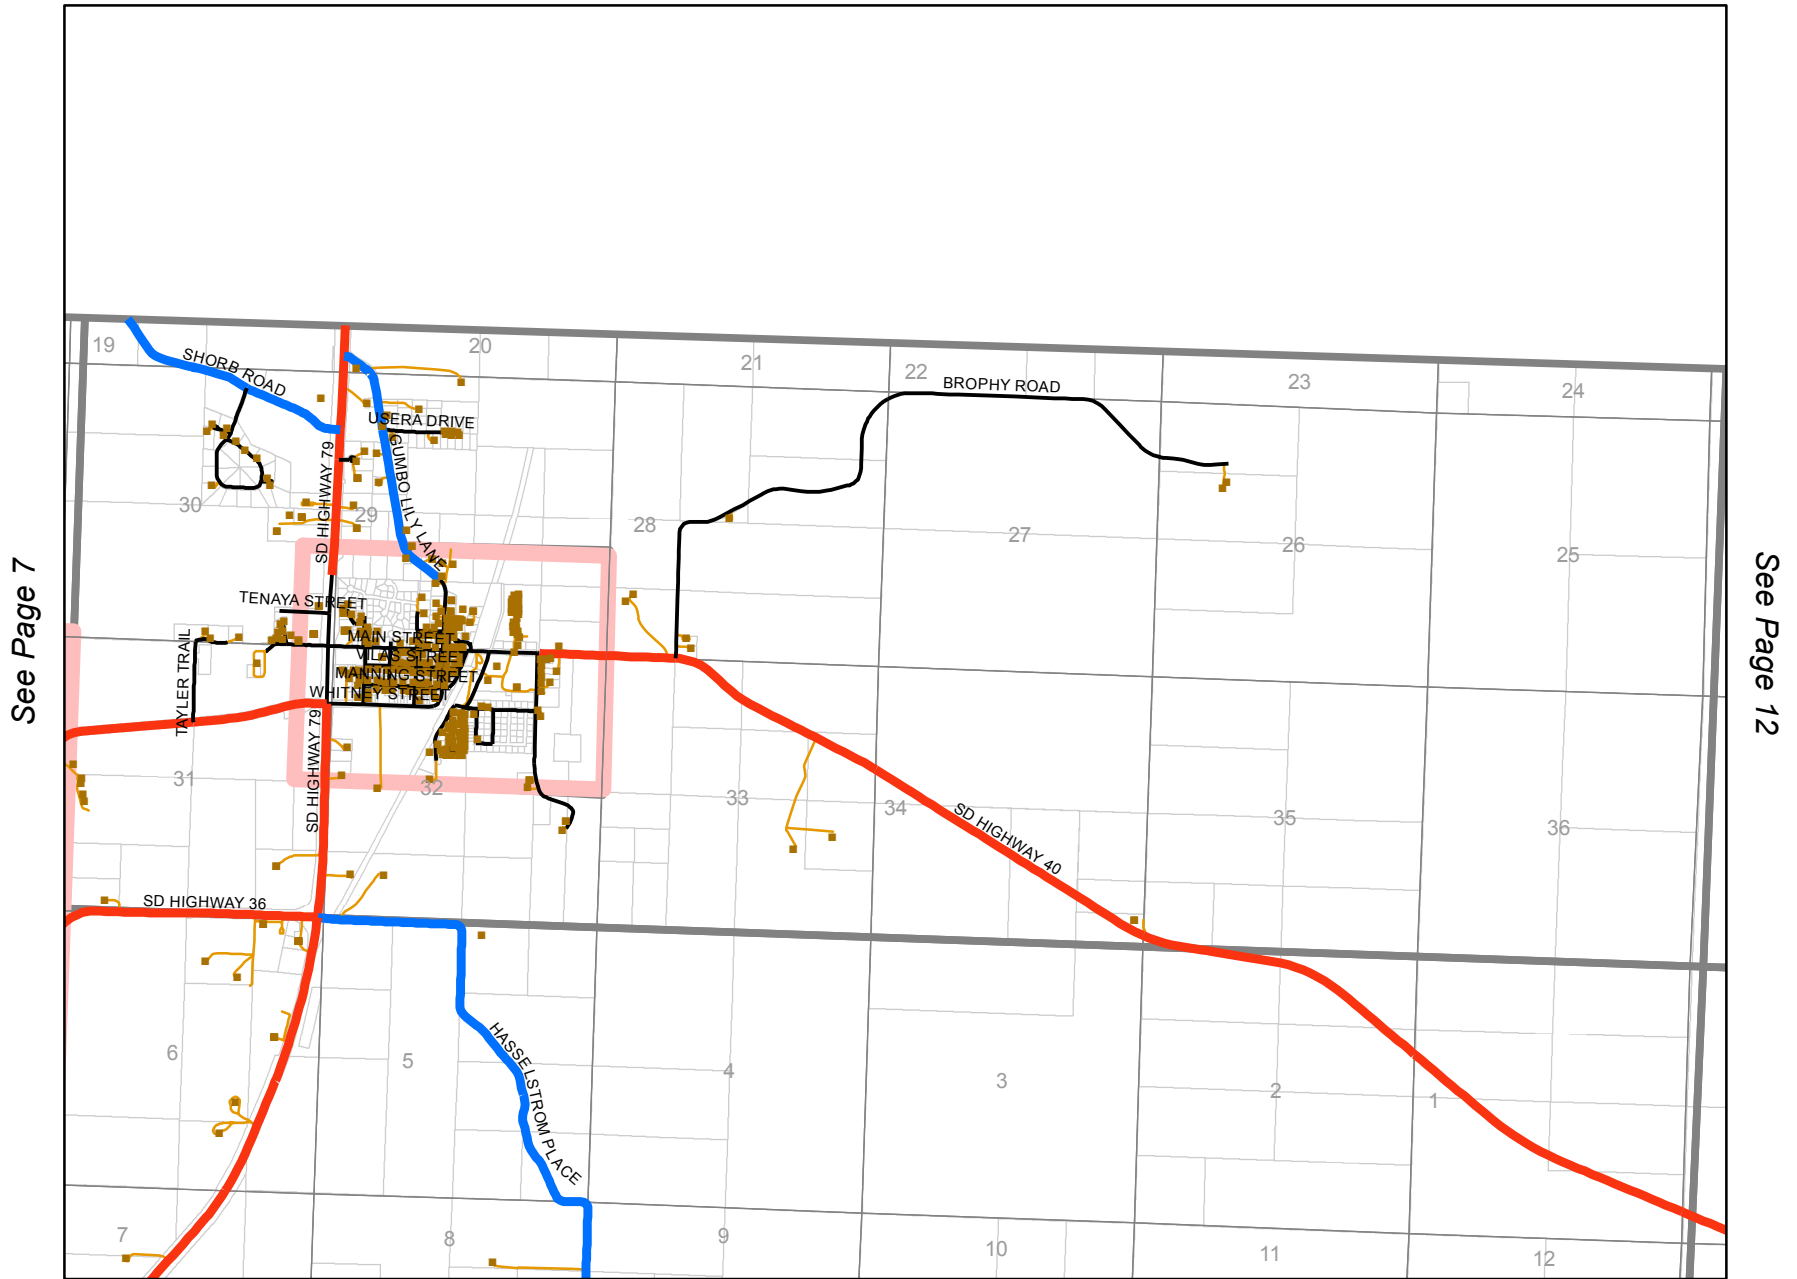 19
20
21
22
23
24
SHORB ROAD
BROPHY ROAD
USERA DRIVE
GUMBO LILY LANE
SD HIGHWAY 79
30
29
28
27
26
25
See Page 7
See Page 12
TENAYA STREET
MAIN STREET
VILAS STREET
MANNING STREET
WHITNEY STREET
TAYLER TRAIL
SD HIGHWAY 79
31
32
33
34
35
36
SD HIGHWAY 40
SD HIGHWAY 36
HASSELSTROM PLACE
6
5
4
3
2
1
7
8
9
10
11
12